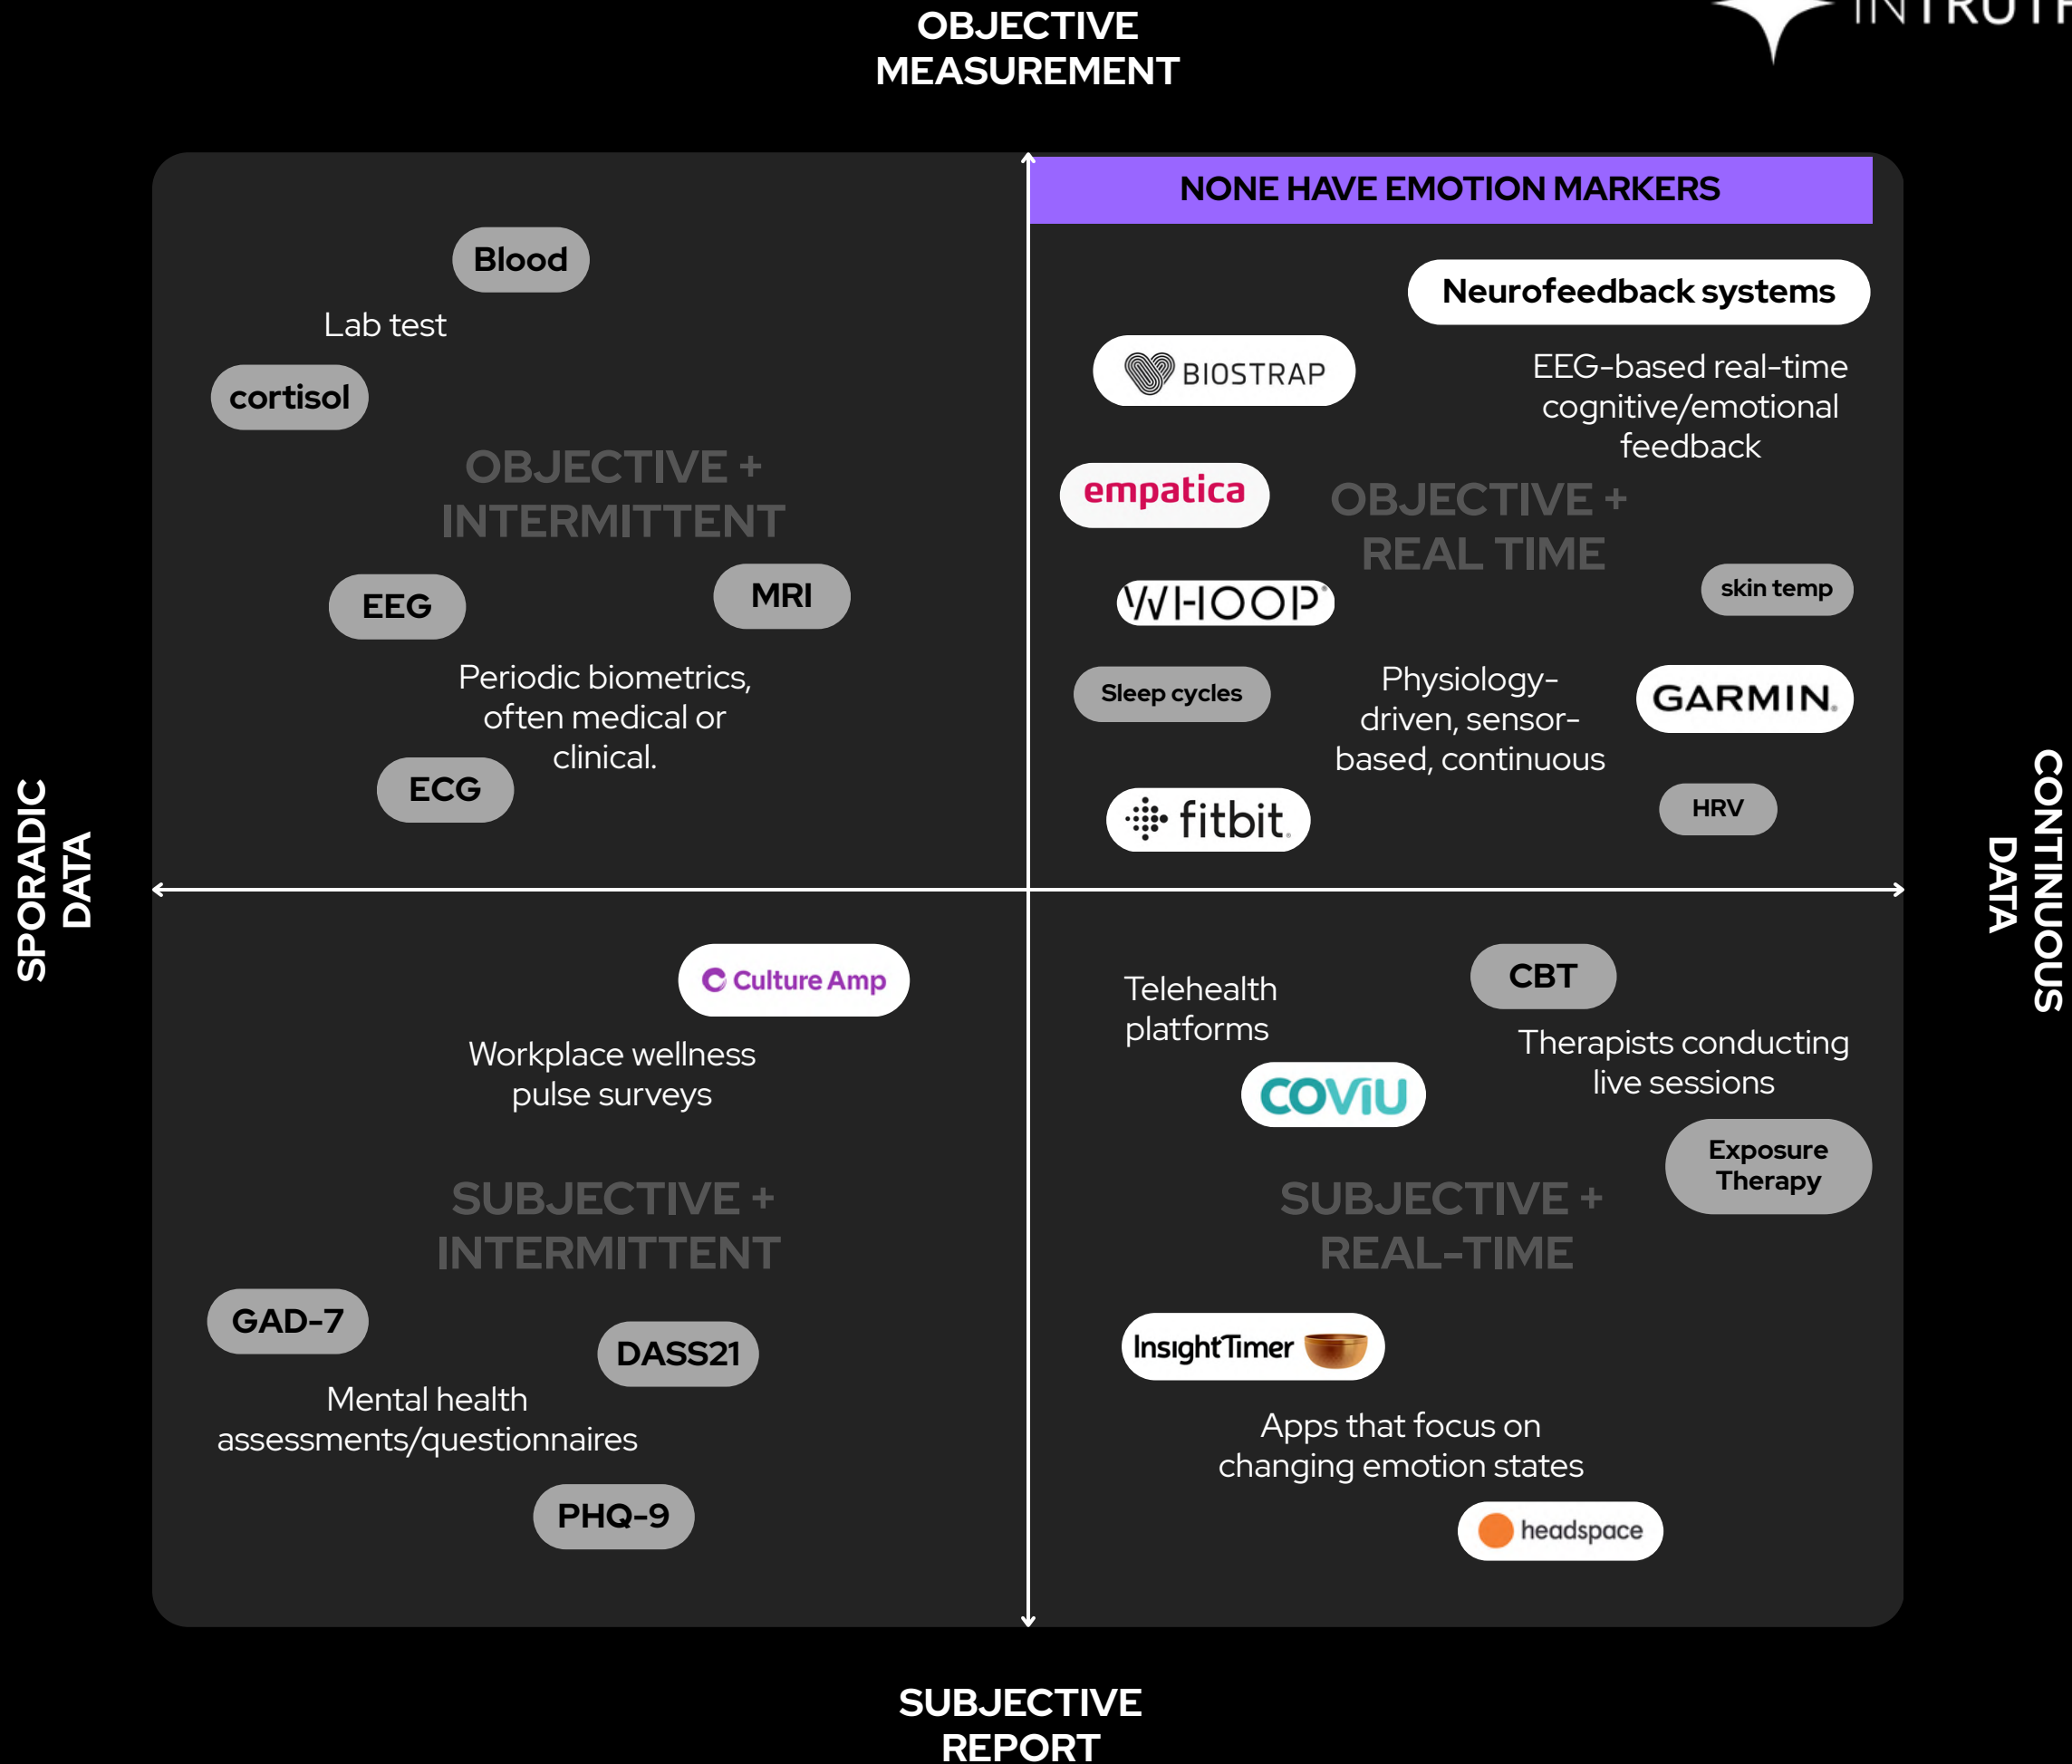 OBJECTIVE
MEASUREMENT
INTRUTH
NONE HAVE EMOTION MARKERS
Blood
Lab test
cortisol
OBJECTIVE +
INTERMITTENT
EEG
MRI
Periodic biometrics,
often medical or
clinical.
ECG
Neurofeedback systems
BIOSTRAP
EEG-based real-time
cognitive/emotional
feedback
empatica
OBJECTIVE +
REAL TIME
WHOOP
skin temp
Sleep cycles
Physiology-
driven, sensor-
based, continuous
GARMIN
fitbit
HRV
SPORADIC
DATA
CONTINUOUS
DATA
Culture Amp
Workplace wellness
pulse surveys
SUBJECTIVE +
INTERMITTENT
GAD-7
DASS21
Mental health
assessments/questionnaires
PHQ-9
Telehealth
platforms
CBT
COVIU
Therapists conducting
live sessions
Exposure
Therapy
SUBJECTIVE +
REAL-TIME
InsightTimer
Apps that focus on
changing emotion states
headspace
SUBJECTIVE
REPORT